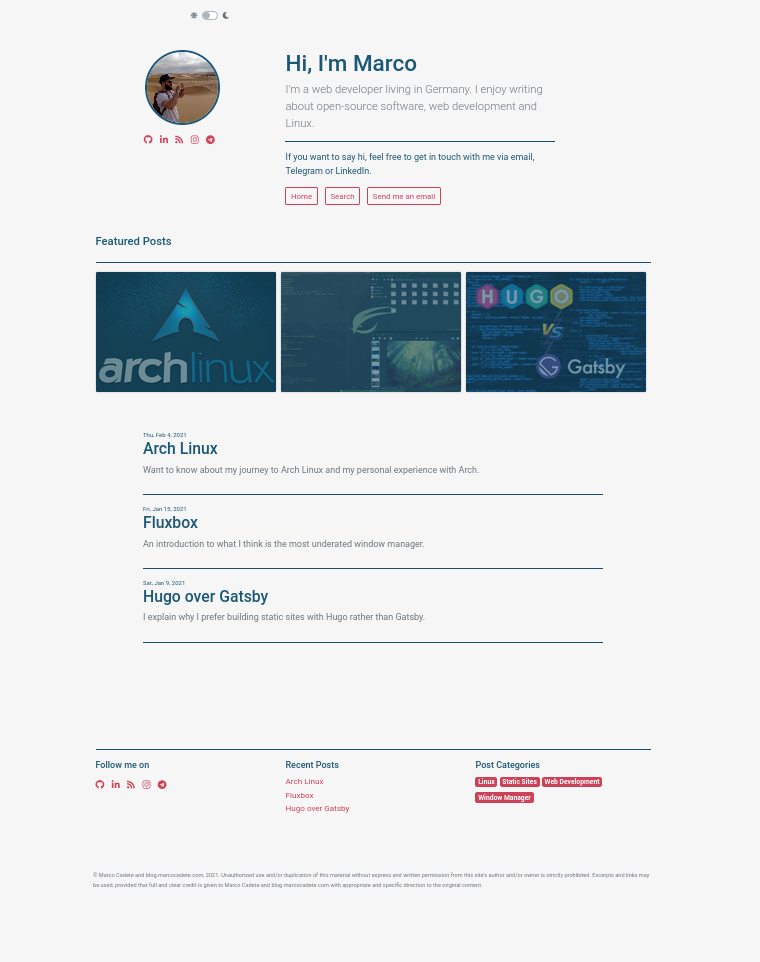 Hi, I'm Marco
I'm a web developer living in Germany. I enjoy writing
about open-source software, web development and
Linux.
If you want to say hi, feel free to get in touch with me via email,
Telegram or LinkedIn.
Home Search Send me an email
Featured Posts
archlinux
HUGO
VS
Gatsby
Thu, Feb 4, 2021
Arch Linux
Want to know about my journey to Arch Linux and my personal experience with Arch.
Fri, Jan 15, 2021
Fluxbox
An introduction to what I think is the most underated window manager.
Sat, Jan 9, 2021
Hugo over Gatsby
I explain why I prefer building static sites with Hugo rather than Gatsby.
Follow me on
Recent Posts
Arch Linux
Fluxbox
Hugo over Gatsby
Post Categories
Linux Static Sites Web Development
Window Manager
© Marco Cadete and blog.marcocadete.com, 2021. Unauthorized use and/or duplication of this material without express and written permission from this site's author and/or owner is strictly prohibited. Excerpts and links may
be used, provided that full and clear credit is given to Marco Cadete and blog.marcocadete.com with appropriate and specific direction to the original content.